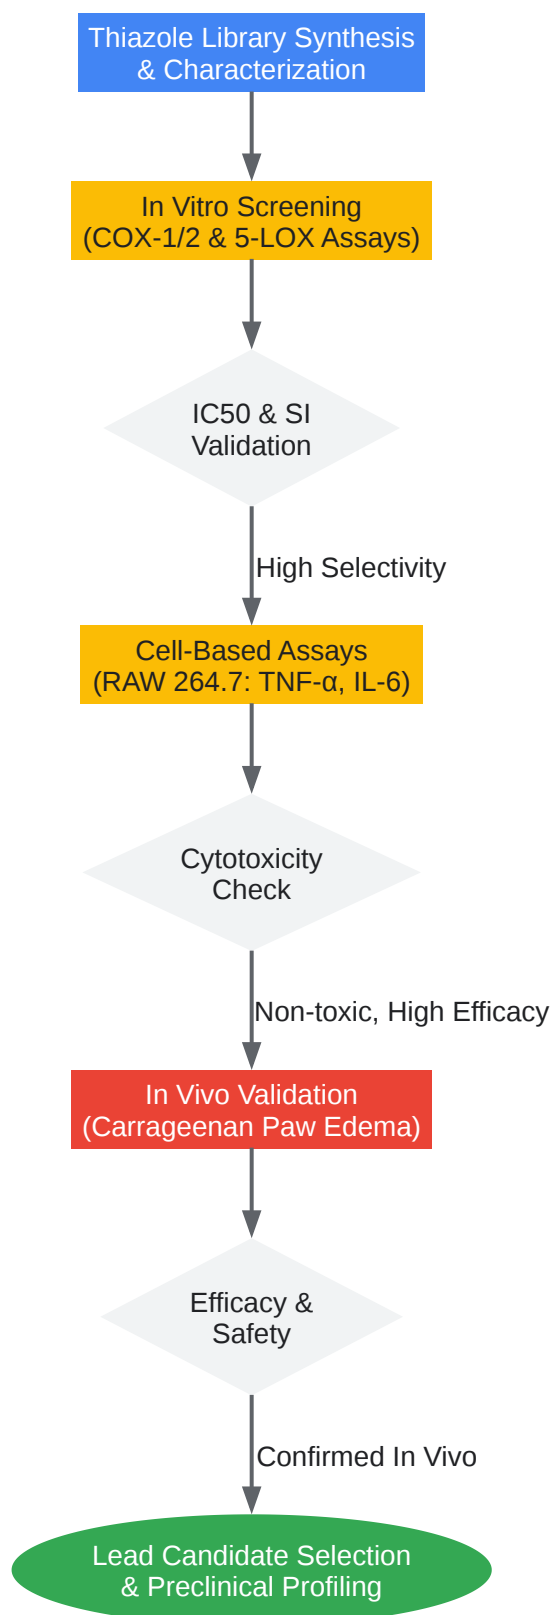 Thiazole Library Synthesis
& Characterization
In Vitro Screening
(COX-1/2 & 5-LOX Assays)
IC50 & SI
Validation
High Selectivity
Cell-Based Assays
(RAW 264.7: TNF-α, IL-6)
Cytotoxicity
Check
Non-toxic, High Efficacy
In Vivo Validation
(Carrageenan Paw Edema)
Efficacy &
Safety
Confirmed In Vivo
Lead Candidate Selection
& Preclinical Profiling